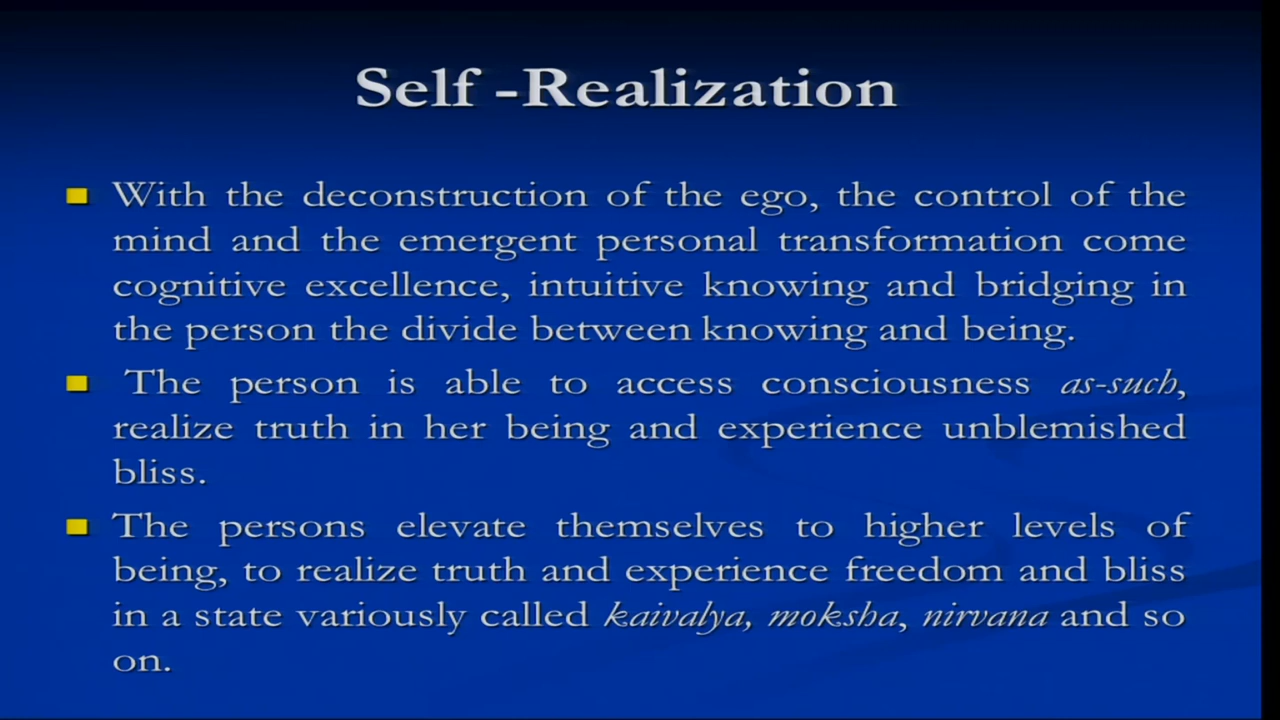 Self -Realization
With the deconstruction of the ego, the control of the
mind and the emergent personal transformation come
cognitive excellence, intuitive knowing and bridging in
the person the divide between knowing and being.
The person is able to access consciousness as-such,
realize truth in her being and experience unblemished
bliss.
The persons elevate themselves to higher levels of
being, to realize truth and experience freedom and bliss
in a state variously called kaivalya, moksha, nirvana and so
on.